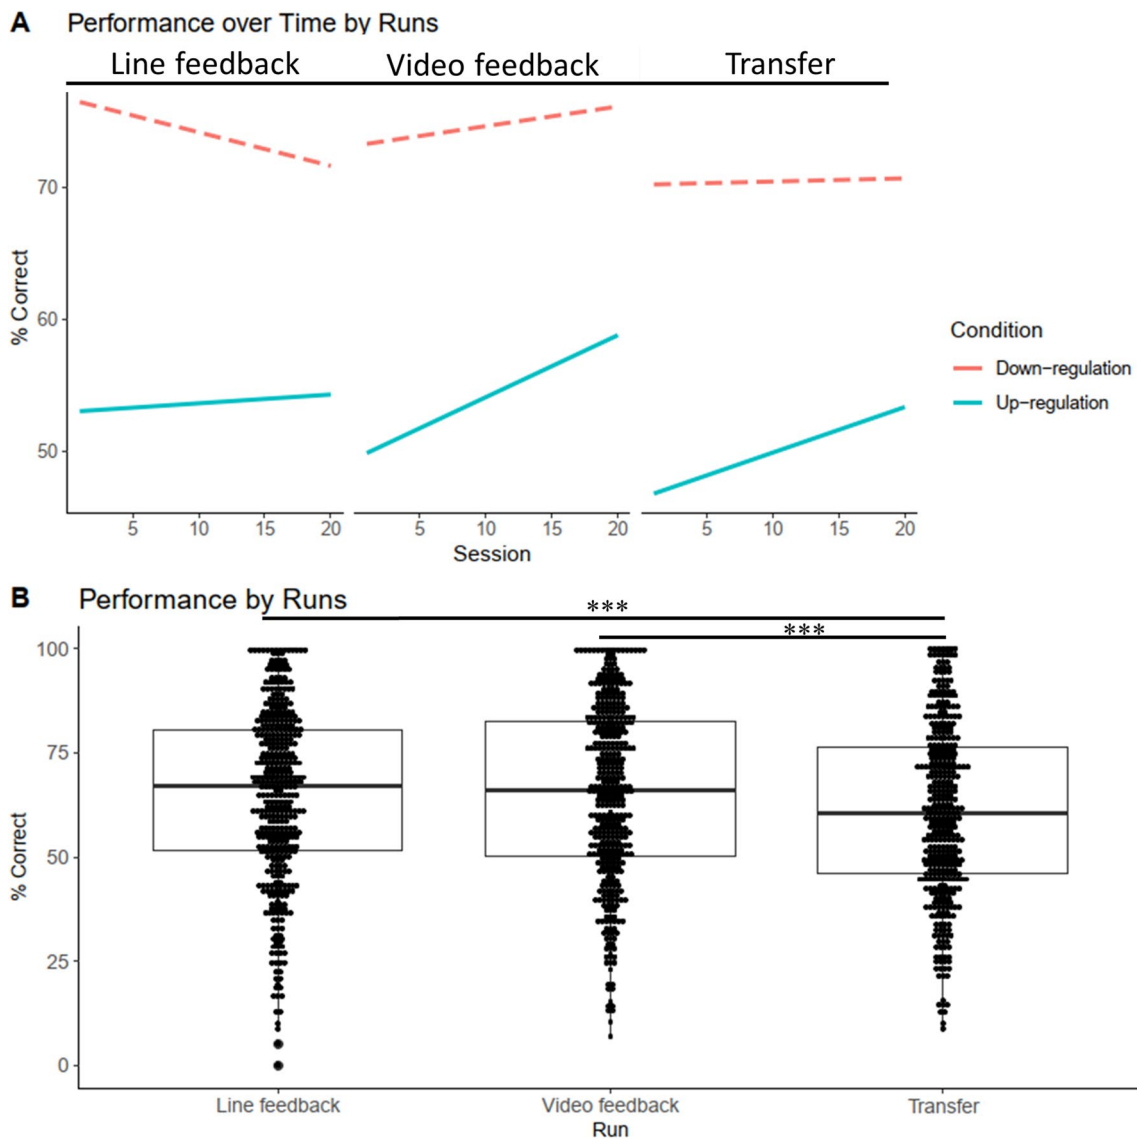 A Performance over Time by Runs
Line feedback Video feedback Transfer
70
60
50
% Correct
5 10 15 20 5 10 15 20 5 10 15 20
Session
Condition
Down-regulation
Up-regulation
B Performance by Runs
***
***
100
75
50
25
0
% Correct
Line feedback Video feedback Transfer
Run